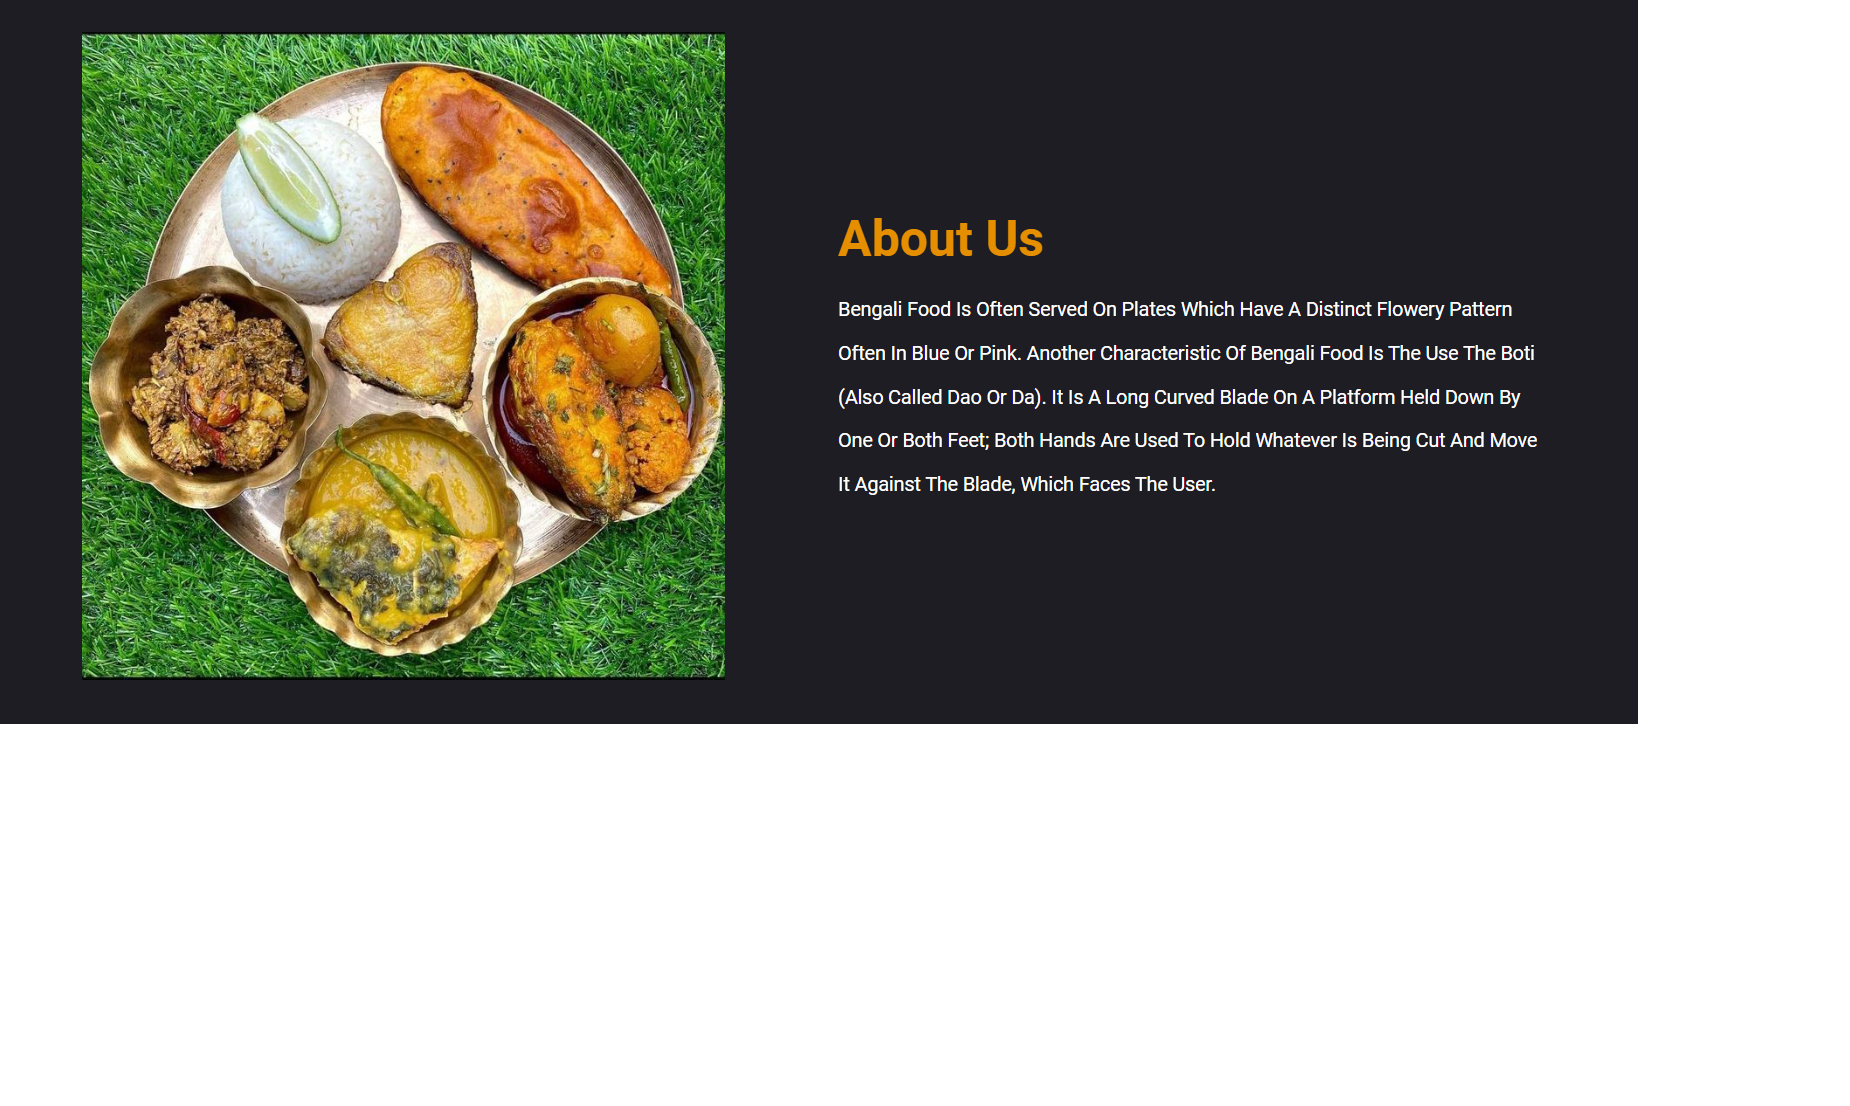 About Us
Bengali Food Is Often Served On Plates Which Have A Distinct Flowery Pattern
Often In Blue Or Pink. Another Characteristic Of Bengali Food Is The Use The Boti
(Also Called Dao Or Da). It Is A Long Curved Blade On A Platform Held Down By
One Or Both Feet; Both Hands Are Used To Hold Whatever Is Being Cut And Move
It Against The Blade, Which Faces The User.